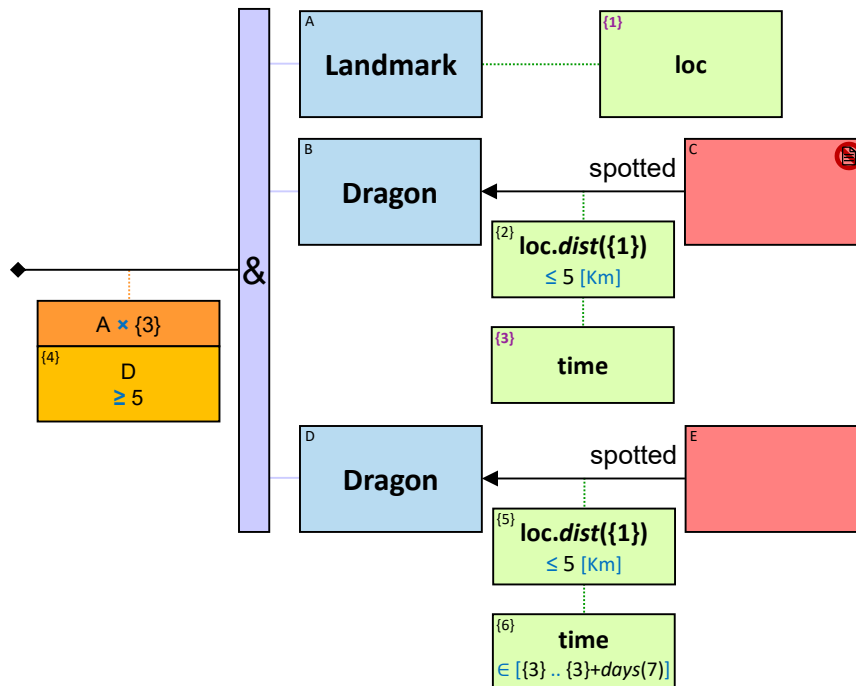 A
Landmark
{1}
loc
B
Dragon
spotted
C
{2}
loc.dist({1})
≤ 5 [Km]
{3}
time
&
A × {3}
{4}
D
≥ 5
D
Dragon
spotted
E
{5}
loc.dist({1})
≤ 5 [Km]
{6}
time
∈ [{3} .. {3}+days(7)]